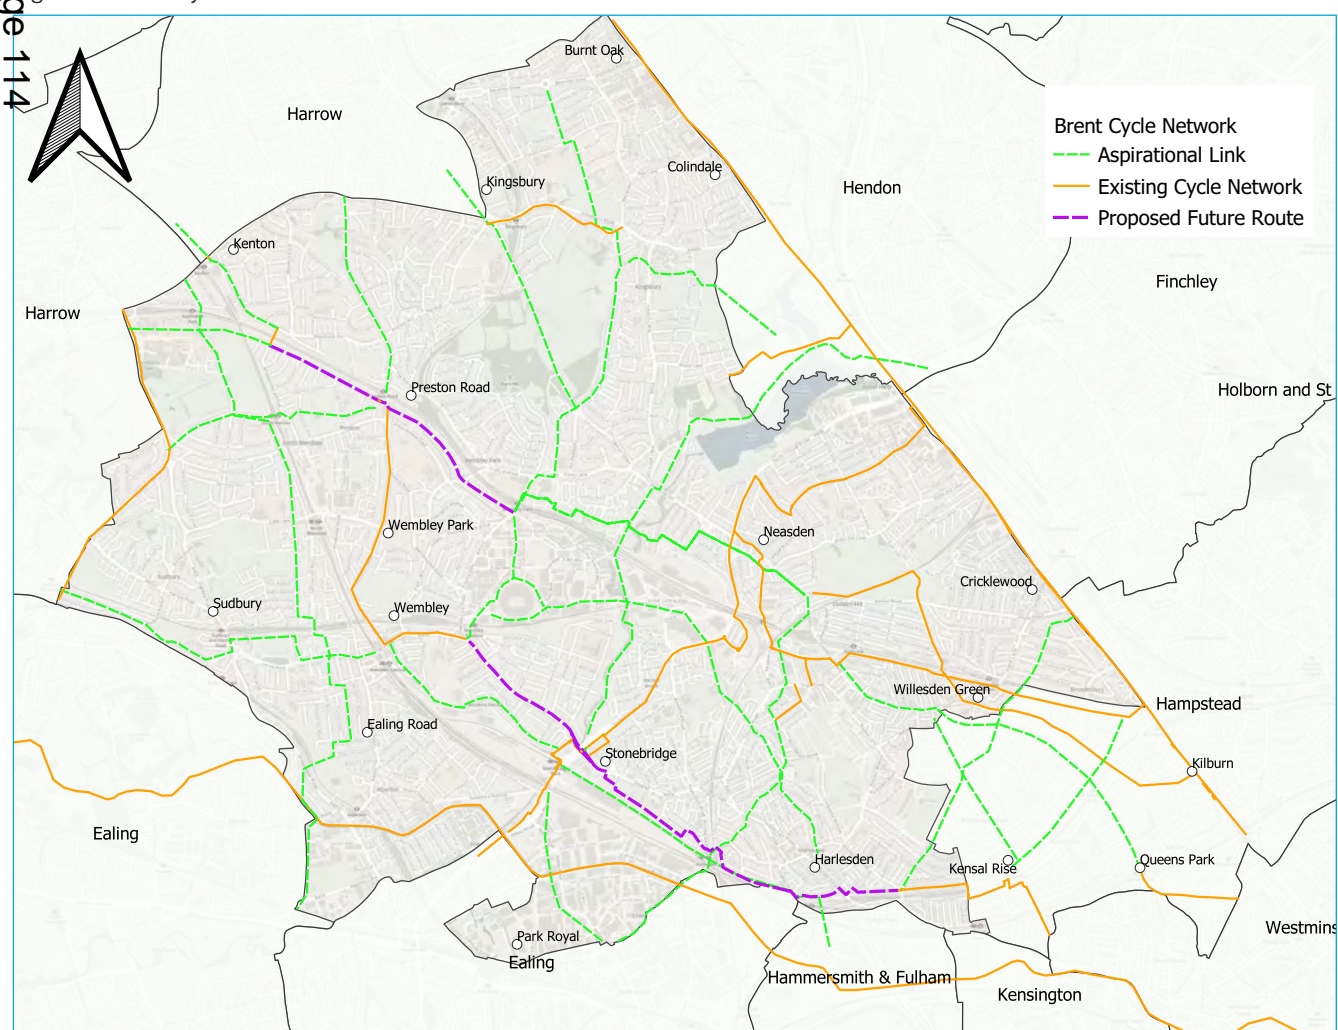 ge 114
Burnt Oak
Harrow
Brent Cycle Network
Aspirational Link
Existing Cycle Network
Proposed Future Route
Colindale
Kingsbury
Hendon
Kenton
Finchley
Harrow
Preston Road
Holborn and St
Wembley Park
Neasden
Cricklewood
Sudbury
Wembley
Willesden Green
Hampstead
Ealing Road
Stonebridge
Kilburn
Ealing
Harlesden
Kensal Rise
Queens Park
Westmins
Park Royal
Ealing
Hammersmith & Fulham
Kensington